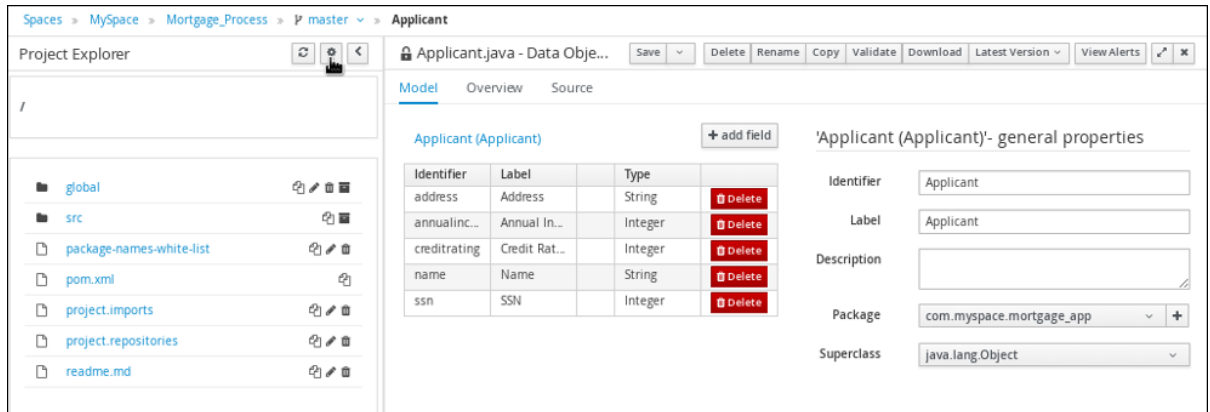 Spaces » MySpace » Mortgage_Process » master » Applicant
Project Explorer
/
global
src
package-names-white-list
pom.xml
project.imports
project.repositories
readme.md
Applicant.java - Data Obje...
Save Delete Rename Copy Validate Download Latest Version View Alerts
Model Overview Source
Applicant (Applicant)
+ add field
Identifier Label Type
address Address String Delete
annualinc... Annual In... Integer Delete
creditrating Credit Rat... Integer Delete
name Name String Delete
ssn SSN Integer Delete
'Applicant (Applicant)'- general properties
Identifier Applicant
Label Applicant
Description
Package com.myspace.mortgage_app
Superclass java.lang.Object